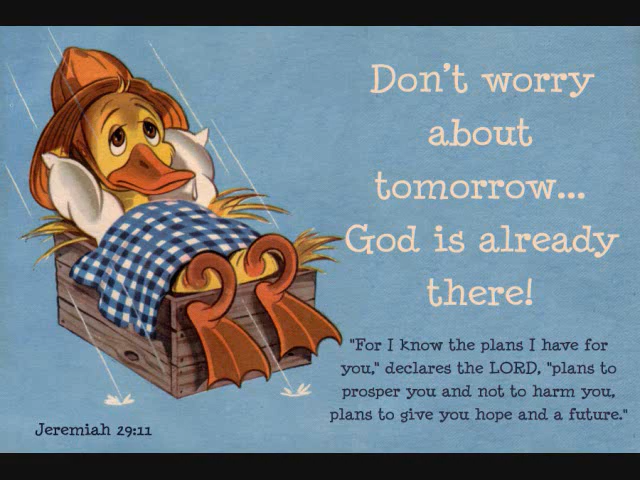 Don't worry
about
tomorrow...
God is already
there!
"For I know the plans I have for
you," declares the LORD, "plans to
prosper you and not to harm you,
plans to give you hope and a future."
Jeremiah 29:11